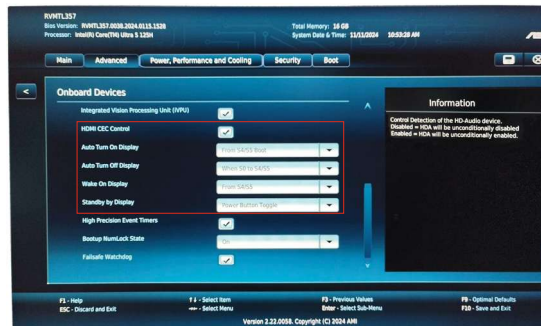 RVMTL357
Bios Version: RVMTL357.0038.2024.0115.1528
Processor: Intel(R) Core(TM) Ultra 5 125H
Total Memory: 16 GB
System Date & Time: 11/11/2024 10:53:28 AM
Main Advanced Power, Performance and Cooling Security Boot
<
Onboard Devices
Integrated Vision Processing Unit (IVPU)
HDMI CEC Control
Auto Turn On Display From S4/S5 Boot
Auto Turn Off Display When S0 to S4/S5
Wake On Display From S4/S5
Standby by Display Power Button Toggle
High Precision Event Timers
Bootup NumLock State On
Failsafe Watchdog
Information
Control Detection of the HD-Audio device.
Disabled = HDA will be unconditionally disabled
Enabled = HDA will be unconditionally enabled.
F1 - Help ↑↓ - Select Item F3 - Previous Values F9 - Optimal Defaults
ESC - Discard and Exit →← - Select Menu Enter - Select Sub-Menu F10 - Save and Exit
Version 2.22.0058. Copyright (C) 2024 AMI